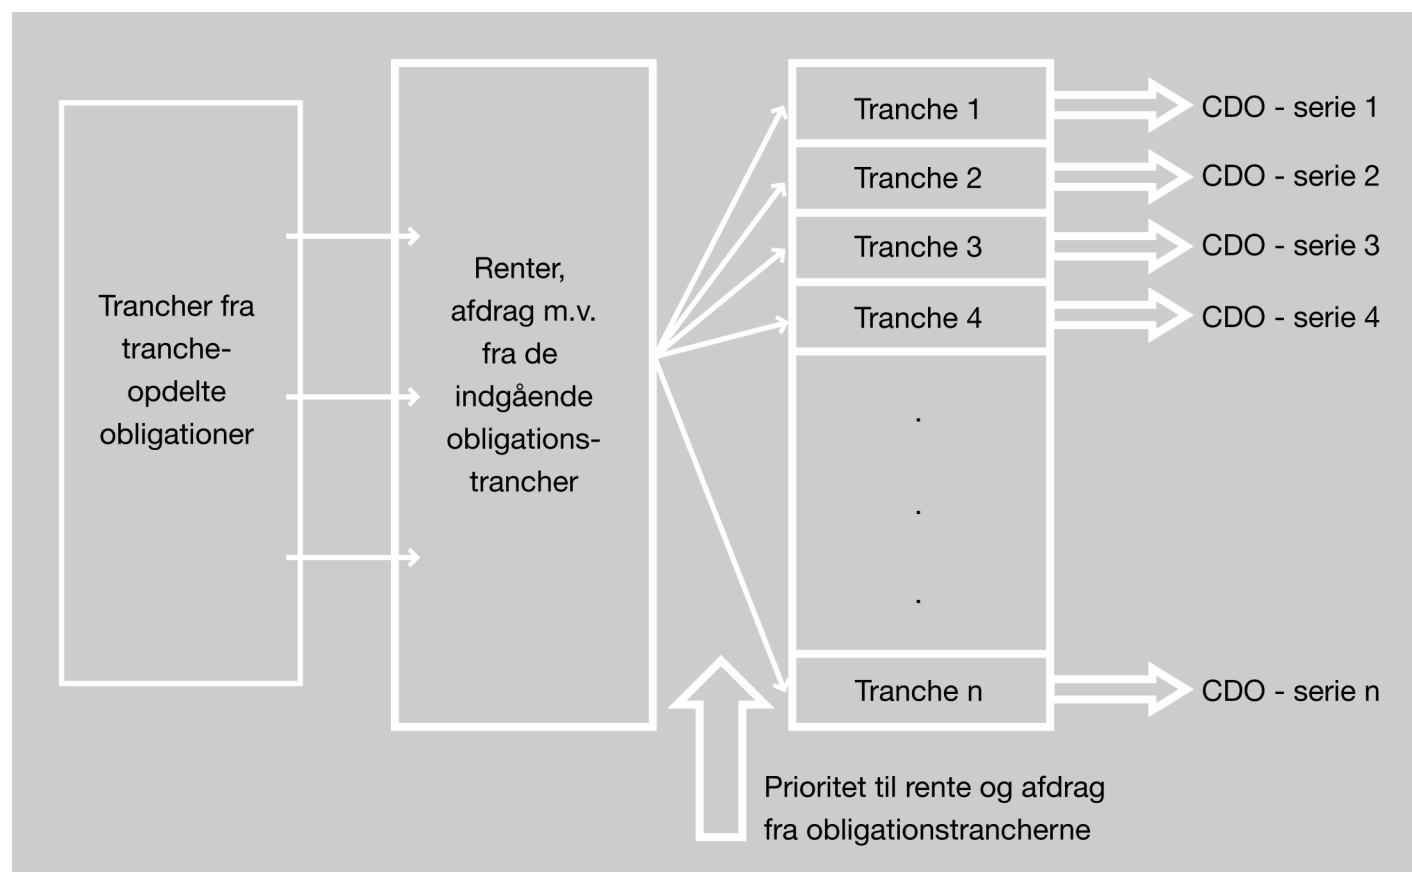 Trancher fra
tranche-
opdelte
obligationer
Renter,
afdrag m.v.
fra de
indgående
obligations-
trancher
Tranche 1
CDO - serie 1
Tranche 2
CDO - serie 2
Tranche 3
CDO - serie 3
Tranche 4
CDO - serie 4
.
.
.
Tranche n
CDO - serie n
Prioritet til rente og afdrag
fra obligationstrancherne